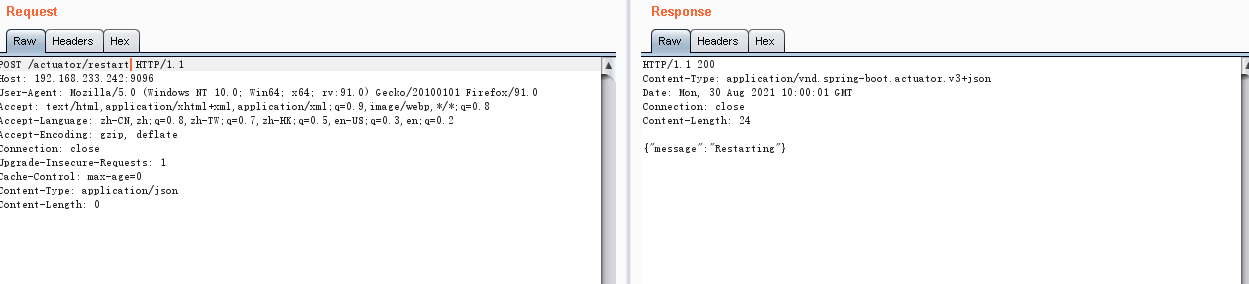 Request
Raw Headers Hex
POST /actuator/restart HTTP/1.1
Host: 192.168.233.242:9096
User-Agent: Mozilla/5.0 (Windows NT 10.0; Win64; x64; rv:91.0) Gecko/20100101 Firefox/91.0
Accept: text/html,application/xhtml+xml,application/xml;q=0.9,image/webp,*/*;q=0.8
Accept-Language: zh-CN,zh;q=0.8,zh-TW;q=0.7,zh-HK;q=0.5,en-US;q=0.3,en;q=0.2
Accept-Encoding: gzip, deflate
Connection: close
Upgrade-Insecure-Requests: 1
Cache-Control: max-age=0
Content-Type: application/json
Content-Length: 0
Response
Raw Headers Hex
HTTP/1.1 200
Content-Type: application/vnd.spring-boot.actuator.v3+json
Date: Mon, 30 Aug 2021 10:00:01 GMT
Connection: close
Content-Length: 24
{"message":"Restarting"}